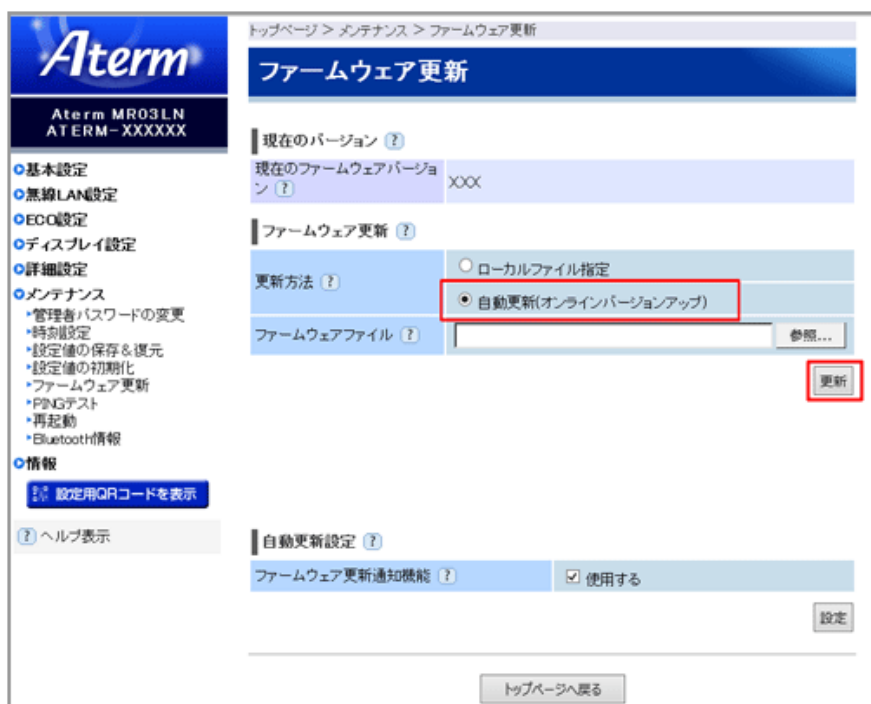 Aterm
Aterm MR03LN
ATERM-XXXXXX
基本設定
無線LAN設定
ECO設定
ディスプレイ設定
詳細設定
メンテナンス
管理者パスワードの変更
時刻設定
設定値の保存&復元
設定値の初期化
ファームウェア更新
PINGテスト
再起動
Bluetooth情報
情報
設定用QRコードを表示
? ヘルプ表示
トップページ > メンテナンス > ファームウェア更新
ファームウェア更新
現在のバージョン ?
現在のファームウェアバージョ
ン ?
XXX
ファームウェア更新 ?
更新方法 ?
ローカルファイル指定
自動更新(オンラインバージョンアップ)
ファームウェアファイル ?
参照...
更新
自動更新設定 ?
ファームウェア更新通知機能 ?
使用する
設定
トップページへ戻る